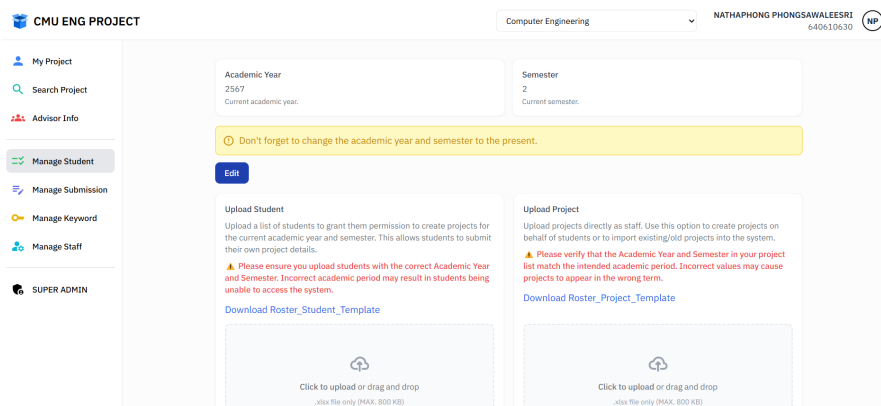 CMU ENG PROJECT
Computer Engineering
NATHAPHONG PHONGSAWALEESRI
640610630
NP
My Project
Search Project
Advisor Info
Manage Student
Manage Submission
Manage Keyword
Manage Staff
SUPER ADMIN
Academic Year
2567
Current academic year.
Semester
2
Current semester.
Don't forget to change the academic year and semester to the present.
Edit
Upload Student
Upload a list of students to grant them permission to create projects for
the current academic year and semester. This allows students to submit
their own project details.
⚠ Please ensure you upload students with the correct Academic Year
and Semester. Incorrect academic period may result in students being
unable to access the system.
Download Roster_Student_Template
Click to upload or drag and drop
.xlsx file only (MAX. 800 KB)
Upload Project
Upload projects directly as staff. Use this option to create projects on
behalf of students or to import existing/old projects into the system.
⚠ Please verify that the Academic Year and Semester in your project
list match the intended academic period. Incorrect values may cause
projects to appear in the wrong term.
Download Roster_Project_Template
Click to upload or drag and drop
.xlsx file only (MAX. 800 KB)